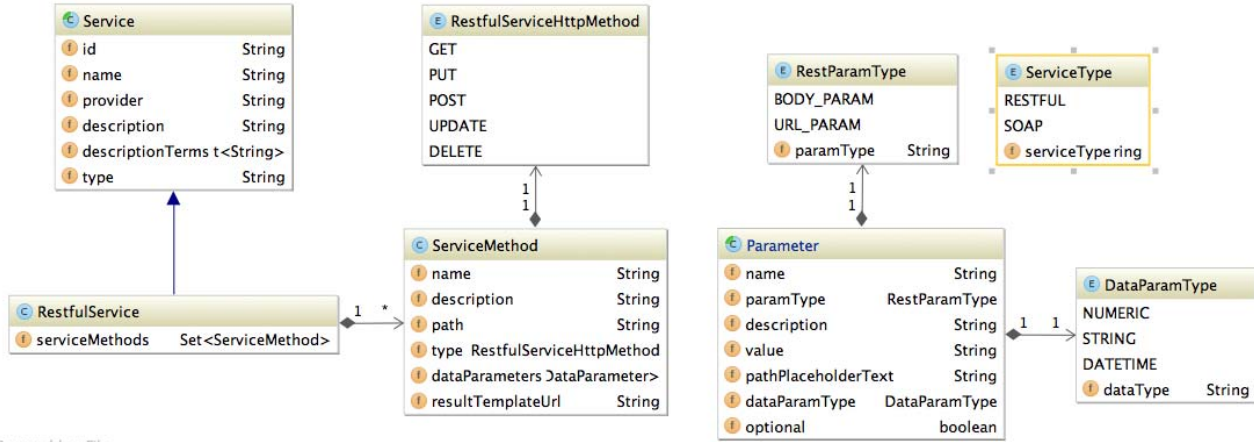 Service
id String
name String
provider String
description String
descriptionTerms t<String>
type String
RestfulServiceHttpMethod
GET
PUT
POST
UPDATE
DELETE
RestParamType
BODY_PARAM
URL_PARAM
paramType String
ServiceType
RESTFUL
SOAP
serviceType ring
1
1
1
1
RestfulService
serviceMethods Set<ServiceMethod>
1 *
ServiceMethod
name String
description String
path String
type RestfulServiceHttpMethod
dataParameters DataParameter>
resultTemplateUrl String
Parameter
name String
paramType RestParamType
description String
value String
pathPlaceholderText String
dataParamType DataParamType
optional boolean
1 1
DataParamType
NUMERIC
STRING
DATETIME
dataType String